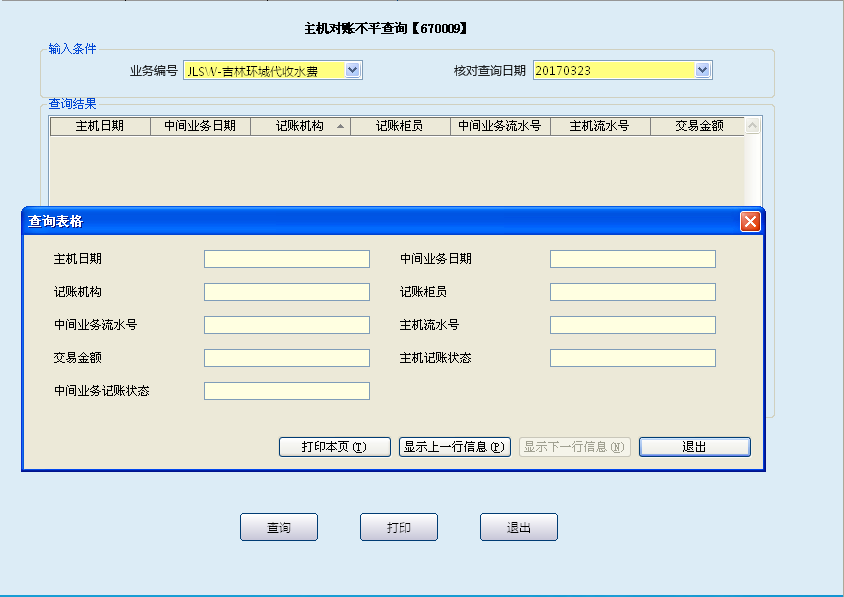 主机对账不平查询【670009】
输入条件
业务编号 JLSW-吉林环城代收水费 核对查询日期 20170323
查询结果
主机日期 中间业务日期 记账机构 记账柜员 中间业务流水号 主机流水号 交易金额
查询表格
主机日期 中间业务日期
记账机构 记账柜员
中间业务流水号 主机流水号
交易金额 主机记账状态
中间业务记账状态
打印本页(T) 显示上一行信息(P) 显示下一行信息(N) 退出
查询 打印 退出